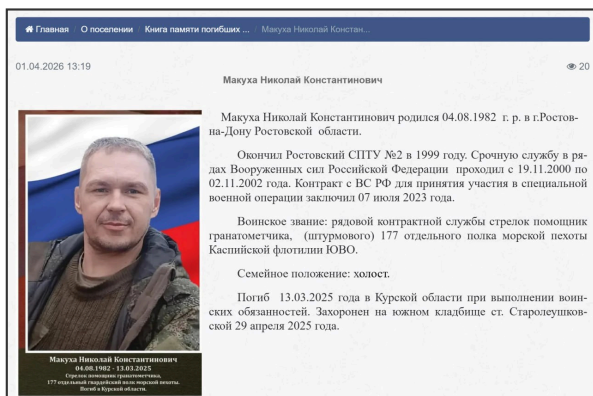 Главная / О поселении / Книга памяти погибших ... / Макуха Николай Констан...
01.04.2026 13:19
20
Макуха Николай Константинович
Макуха Николай Константинович родился 04.08.1982 г. р. в г.Ростов-
на-Дону Ростовской области.
Окончил Ростовский СПТУ №2 в 1999 году. Срочную службу в ря-
дах Вооруженных сил Российской Федерации проходил с 19.11.2000 по
02.11.2002 года. Контракт с ВС РФ для принятия участия в специальной
военной операции заключил 07 июля 2023 года.
Воинское звание: рядовой контрактной службы стрелок помощник
гранатометчика, (штурмового) 177 отдельного полка морской пехоты
Каспийской флотилии ЮВО.
Семейное положение: холост.
Погиб 13.03.2025 года в Курской области при выполнении воин-
ских обязанностей. Захоронен на южном кладбище ст. Старолеушков-
ской 29 апреля 2025 года.
Макуха Николай Константинович
04.08.1982 - 13.03.2025
Стрелок помощник гранатометчика,
177 отдельный гвардейский полк морской пехоты.
Погиб в Курской области.